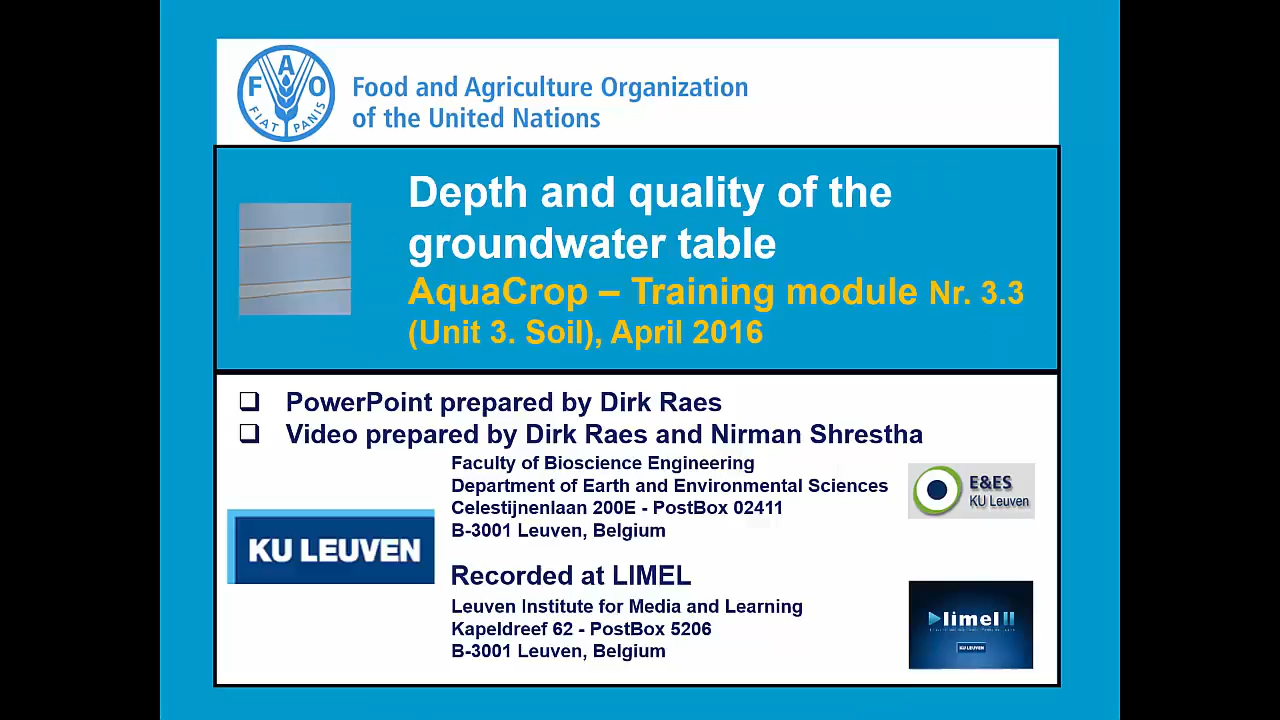 F A O
FIAT PANIS
Food and Agriculture Organization
of the United Nations
Depth and quality of the
groundwater table
AquaCrop – Training module Nr. 3.3
(Unit 3. Soil), April 2016
❑ PowerPoint prepared by Dirk Raes
❑ Video prepared by Dirk Raes and Nirman Shrestha
Faculty of Bioscience Engineering
Department of Earth and Environmental Sciences
Celestijnenlaan 200E - PostBox 02411
B-3001 Leuven, Belgium
E&ES
KU Leuven
KU LEUVEN
Recorded at LIMEL
Leuven Institute for Media and Learning
Kapeldreef 62 - PostBox 5206
B-3001 Leuven, Belgium
limel
KU LEUVEN